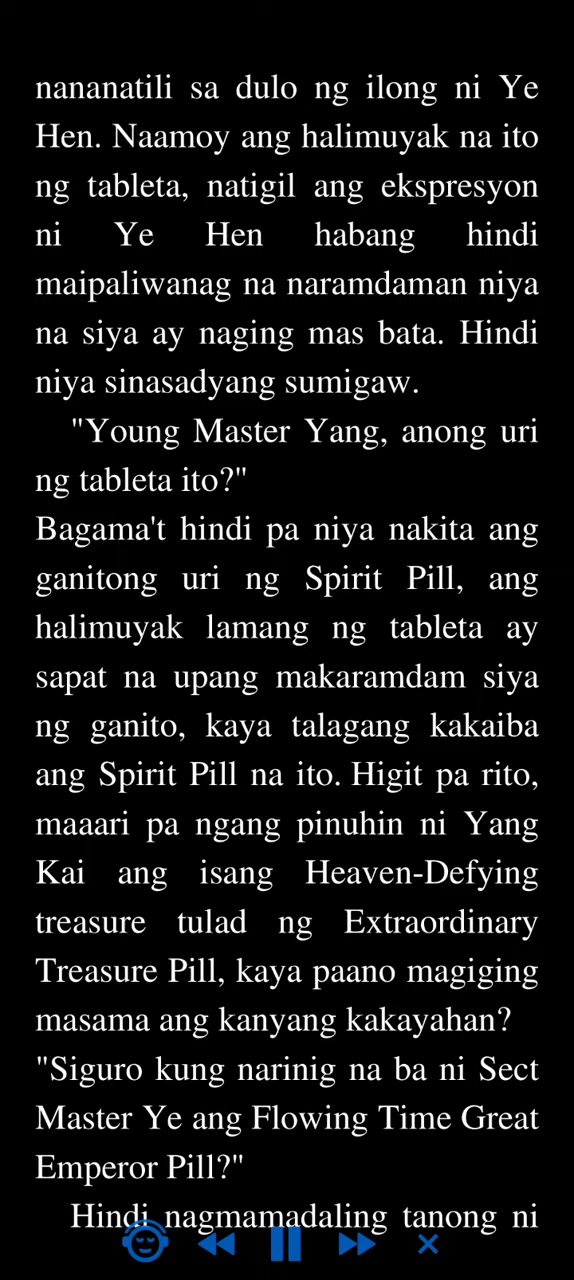 nananatili sa dulo ng ilong ni Ye
Hen. Naamoy ang halimuyak na ito
ng tableta, natigil ang ekspresyon
ni Ye Hen habang hindi
maipaliwanag na naramdaman niya
na siya ay naging mas bata. Hindi
niya sinasadyang sumigaw.
"Young Master Yang, anong uri
ng tableta ito?"
Bagama't hindi pa niya nakita ang
ganitong uri ng Spirit Pill, ang
halimuyak lamang ng tableta ay
sapat na upang makaramdam siya
ng ganito, kaya talagang kakaiba
ang Spirit Pill na ito. Higit pa rito,
maaari pa ngang pinuhin ni Yang
Kai ang isang Heaven-Defying
treasure tulad ng Extraordinary
Treasure Pill, kaya paano magiging
masama ang kanyang kakayahan?
"Siguro kung narinig na ba ni Sect
Master Ye ang Flowing Time Great
Emperor Pill?"
Hindi nagmamadaling tanong ni